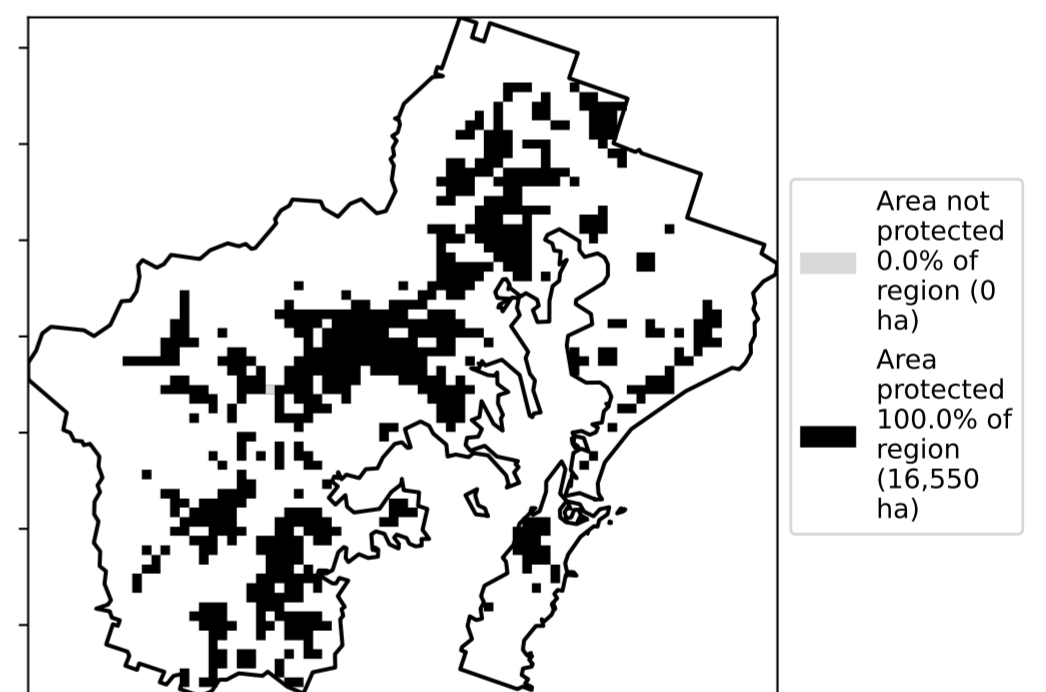 Area not
protected
0.0% of
region (0
ha)
Area
protected
100.0% of
region
(16,550
ha)